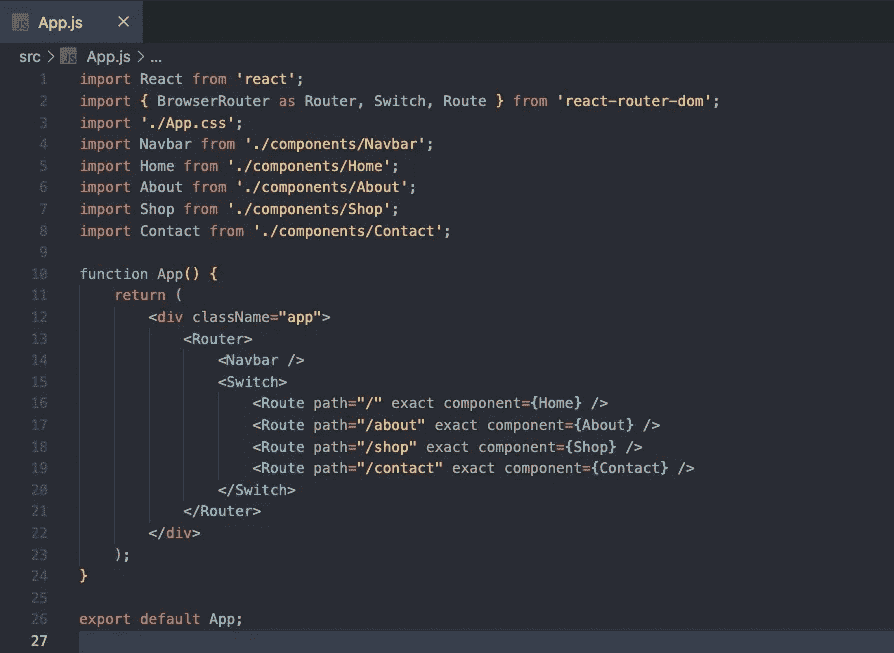 App.js ×
src > App.js > ...
1 import React from 'react';
2 import { BrowserRouter as Router, Switch, Route } from 'react-router-dom';
3 import './App.css';
4 import Navbar from './components/Navbar';
5 import Home from './components/Home';
6 import About from './components/About';
7 import Shop from './components/Shop';
8 import Contact from './components/Contact';
9
10 function App() {
11     return (
12         <div className="app">
13             <Router>
14                 <Navbar />
15                 <Switch>
16                     <Route path="/" exact component={Home} />
17                     <Route path="/about" exact component={About} />
18                     <Route path="/shop" exact component={Shop} />
19                     <Route path="/contact" exact component={Contact} />
20                 </Switch>
21             </Router>
22         </div>
23     );
24 }
25
26 export default App;
27